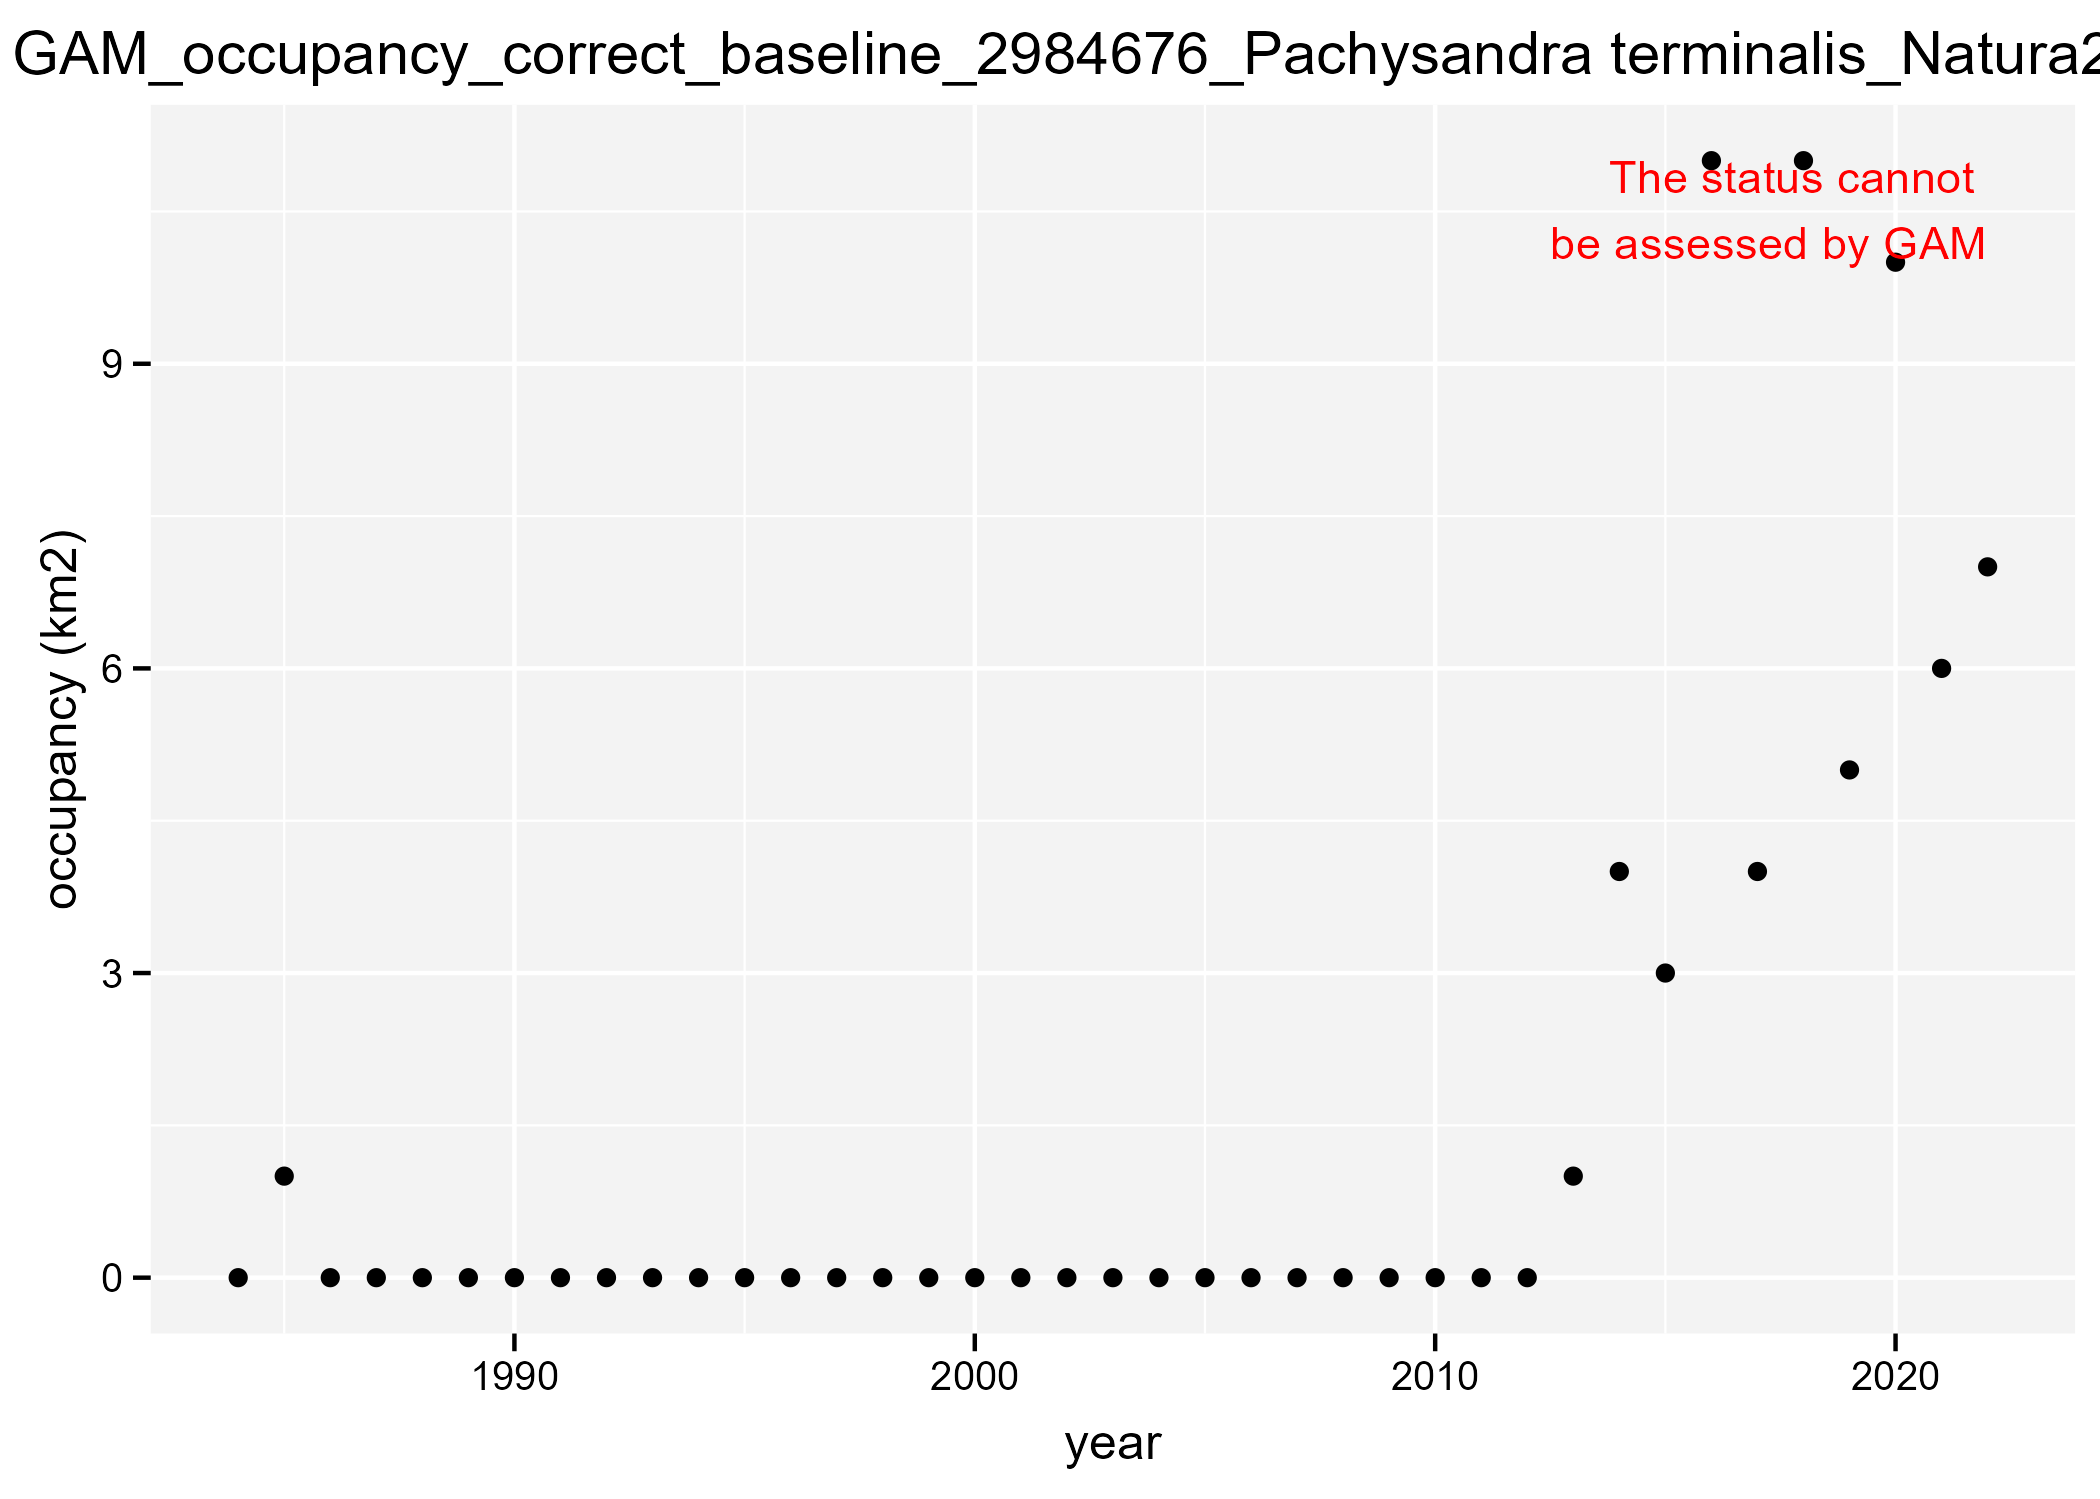 GAM_occupancy_correct_baseline_2984676_Pachysandra terminalis_Natura2
The status cannot
be assessed by GAM
9
6
3
0
occupancy (km2)
1990 2000 2010 2020
year